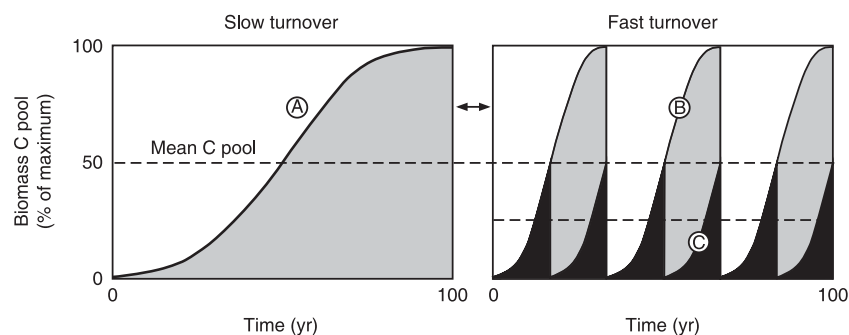 Slow turnover
Fast turnover
Biomass C pool
(% of maximum)
100
50
0
Mean C pool
A
B
C
0
100
0
100
Time (yr)
Time (yr)